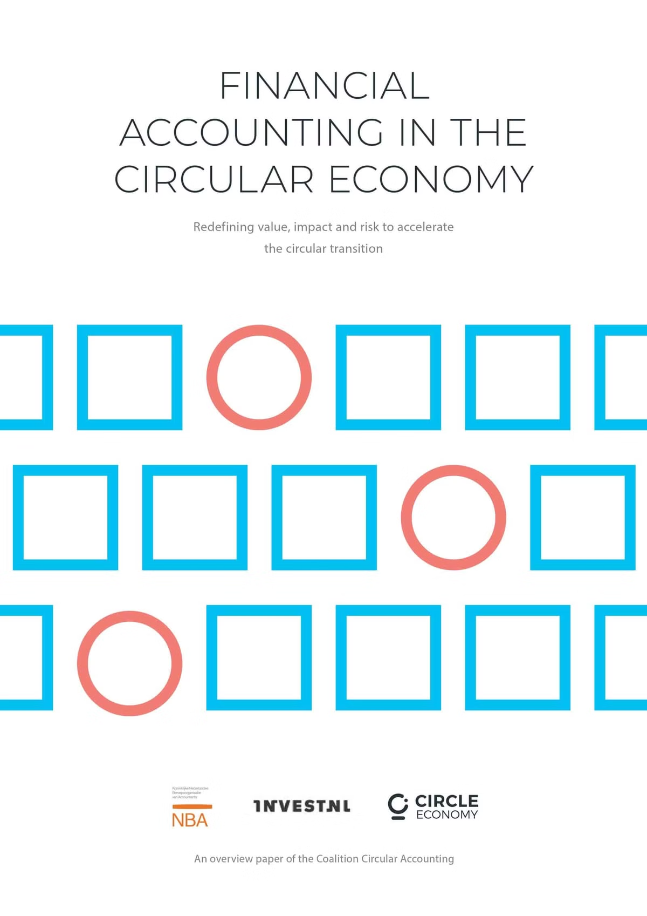 FINANCIAL
ACCOUNTING IN THE
CIRCULAR ECONOMY
Redefining value, impact and risk to accelerate
the circular transition
NBA
INVEST.NL
CIRCLE
ECONOMY
An overview paper of the Coalition Circular Accounting